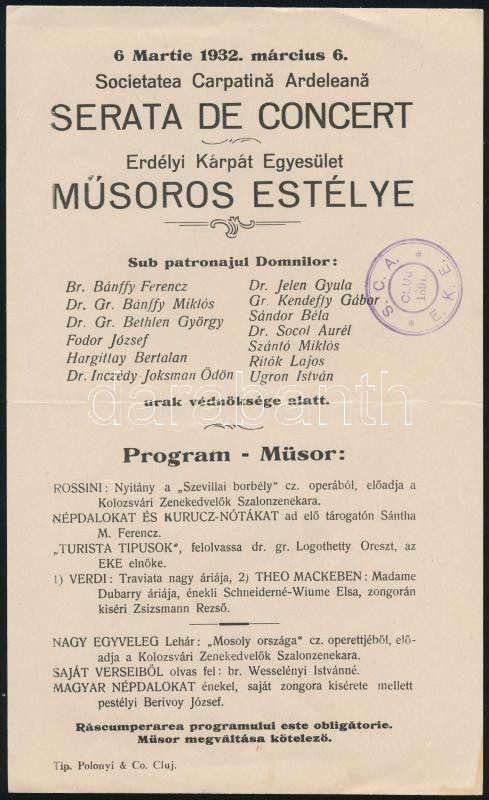 6 Martie 1932. március 6.
Societatea Carpatină Ardeleană
SERATA DE CONCERT
Erdélyi Kárpát Egyesület
MŰSOROS ESTÉLYE
Sub patronajul Domnilor:
Br. Bánffy Ferencz
Dr. Gr. Bánffy Miklós
Dr. Gr. Bethlen György
Fodor József
Hargittay Bertalan
Dr. Inczédy Joksman Ödön
Dr. Jelen Gyula
Gr. Kendeffy Gábor
Sándor Béla
Dr. Socol Aurél
Szántó Miklós
Ritók Lajos
Ugron István
S. C. A.
CLUJ
1891.
E. K. E.
urak védnöksége alatt.
darabanth
Program - Műsor:
ROSSINI: Nyitány a „Szevillai borbély" cz. operából, előadja a
Kolozsvári Zenekedvelők Szalonzenekara.
NÉPDALOKAT ÉS KURUCZ-NÓTÁKAT ad elő tárogatón Sántha
M. Ferencz.
„TURISTA TIPUSOK", felolvassa dr. gr. Logothetty Oreszt, az
EKE elnöke.
1) VERDI: Traviata nagy áriája, 2) THEO MACKEBEN: Madame
Dubarry áriája, énekli Schneiderné-Wiume Elsa, zongorán
kiséri Zsizsmann Rezső.
NAGY EGYVELEG Lehár: „Mosoly országa" cz. operettjéből, elő-
adja a Kolozsvári Zenekedvelők Szalonzenekara.
SAJÁT VERSEIBŐL olvas fel: br. Wesselényi Istvánné.
MAGYAR NÉPDALOKAT énekel, saját zongora kisérete mellett
pestélyi Berivoy József.
Răscumperarea programului este obligătorie.
Műsor megváltása kötelező.
Tip. Polonyi & Co. Cluj.